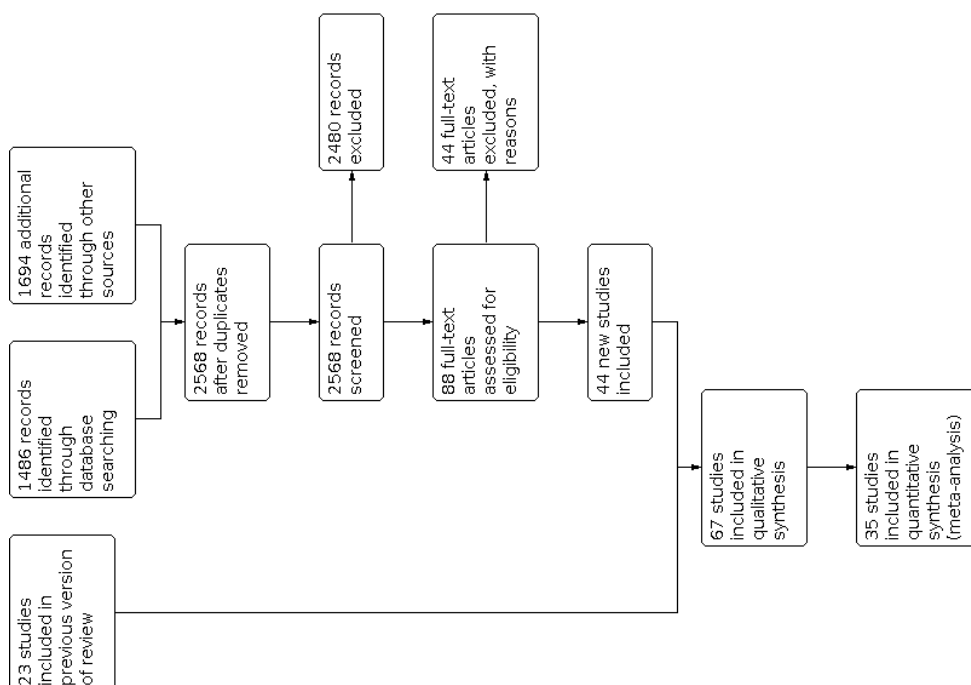 23 studies
included in
previous version
of review
1486 records
identified
through
database
searching
1694 additional
records
identified
through other
sources
2568 records
after duplicates
removed
2568 records
screened
2480 records
excluded
88 full-text
articles
assessed for
eligibility
44 full-text
articles
excluded, with
reasons
44 new studies
included
67 studies
included in
qualitative
synthesis
35 studies
included in
quantitative
synthesis
(meta-analysis)